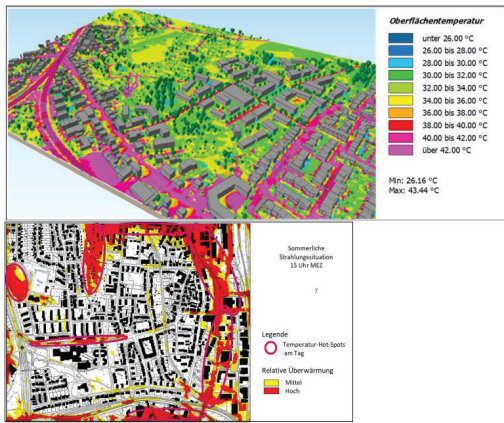 Oberflächentemperatur
unter 26.00 °C
26.00 bis 28.00 °C
28.00 bis 30.00 °C
30.00 bis 32.00 °C
32.00 bis 34.00 °C
34.00 bis 36.00 °C
36.00 bis 38.00 °C
38.00 bis 40.00 °C
40.00 bis 42.00 °C
über 42.00 °C
Min: 26.16 °C
Max: 43.44 °C
Sommerliche
Strahlungssituation
15 Uhr MEZ
7
Legende
Temperatur-Hot-Spots
am Tag
Relative Überwärmung
Mittel
Hoch